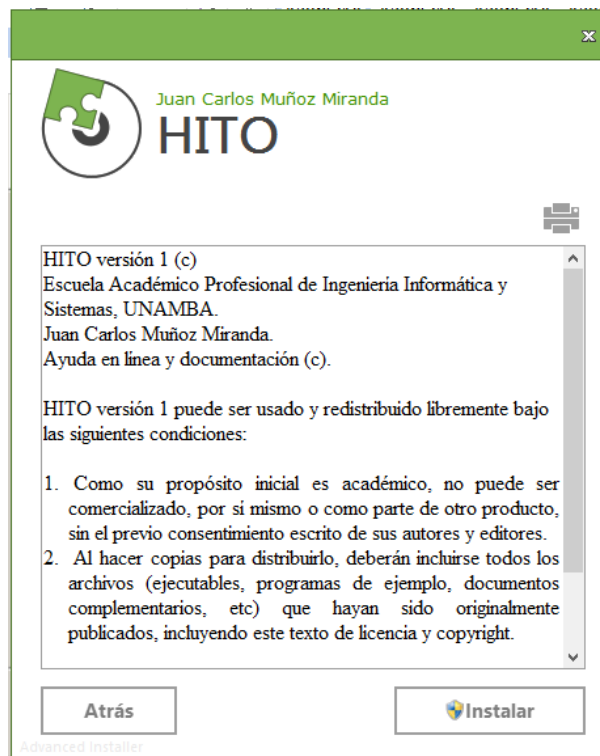 Juan Carlos Muñoz Miranda
HITO
HITO versión 1 (c)
Escuela Académico Profesional de Ingeniería Informática y
Sistemas, UNAMBA.
Juan Carlos Muñoz Miranda.
Ayuda en línea y documentación (c).
HITO versión 1 puede ser usado y redistribuido libremente bajo
las siguientes condiciones:
1. Como su propósito inicial es académico, no puede ser
comercializado, por sí mismo o como parte de otro producto,
sin el previo consentimiento escrito de sus autores y editores.
2. Al hacer copias para distribuirlo, deberán incluirse todos los
archivos (ejecutables, programas de ejemplo, documentos
complementarios, etc) que hayan sido originalmente
publicados, incluyendo este texto de licencia y copyright.
Atrás
Instalar
Advanced Installer